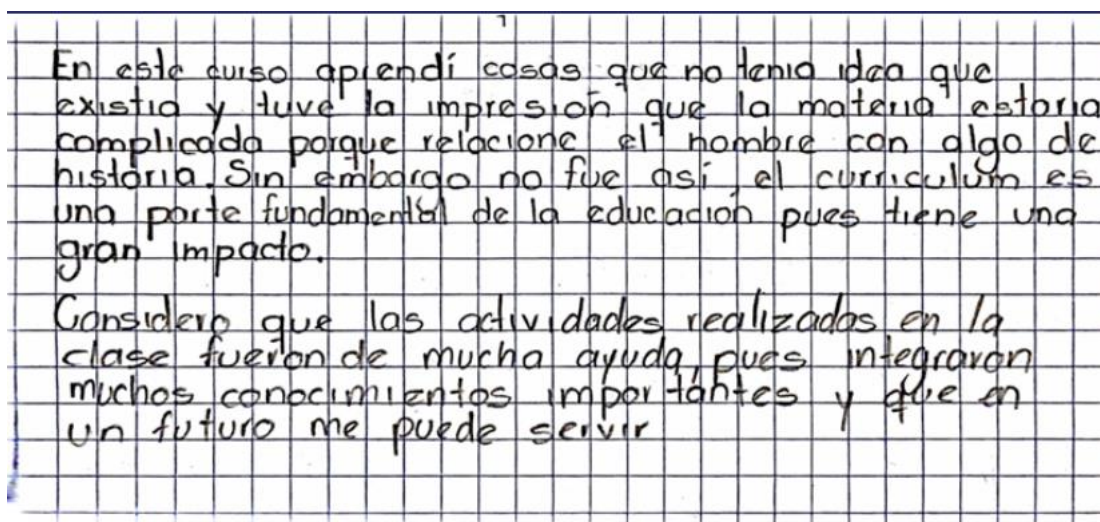 En este curso aprendí cosas que no tenia idea que
existia y tuve la impresión que la materia estaria
complicada porque relacione el nombre con algo de
historia. Sin embargo no fue así, el curriculum es
una parte fundamental de la educación pues tiene una
gran impacto.
Considero que las actividades realizadas en la
clase fueron de mucha ayuda, pues integraron
muchos conocimientos importantes y que en
un futuro me puede servir